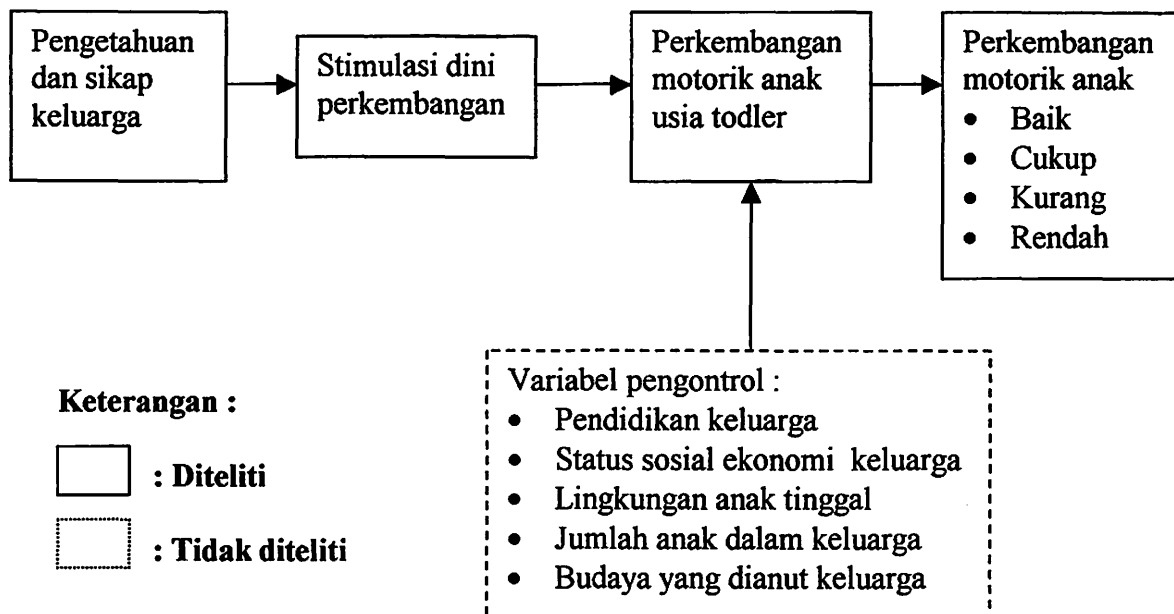 Pengetahuan
dan sikap
keluarga
Stimulasi dini
perkembangan
Perkembangan
motorik anak
usia todler
Perkembangan
motorik anak
• Baik
• Cukup
• Kurang
• Rendah
Variabel pengontrol :
• Pendidikan keluarga
• Status sosial ekonomi keluarga
• Lingkungan anak tinggal
• Jumlah anak dalam keluarga
• Budaya yang dianut keluarga
Keterangan :
: Diteliti
: Tidak diteliti